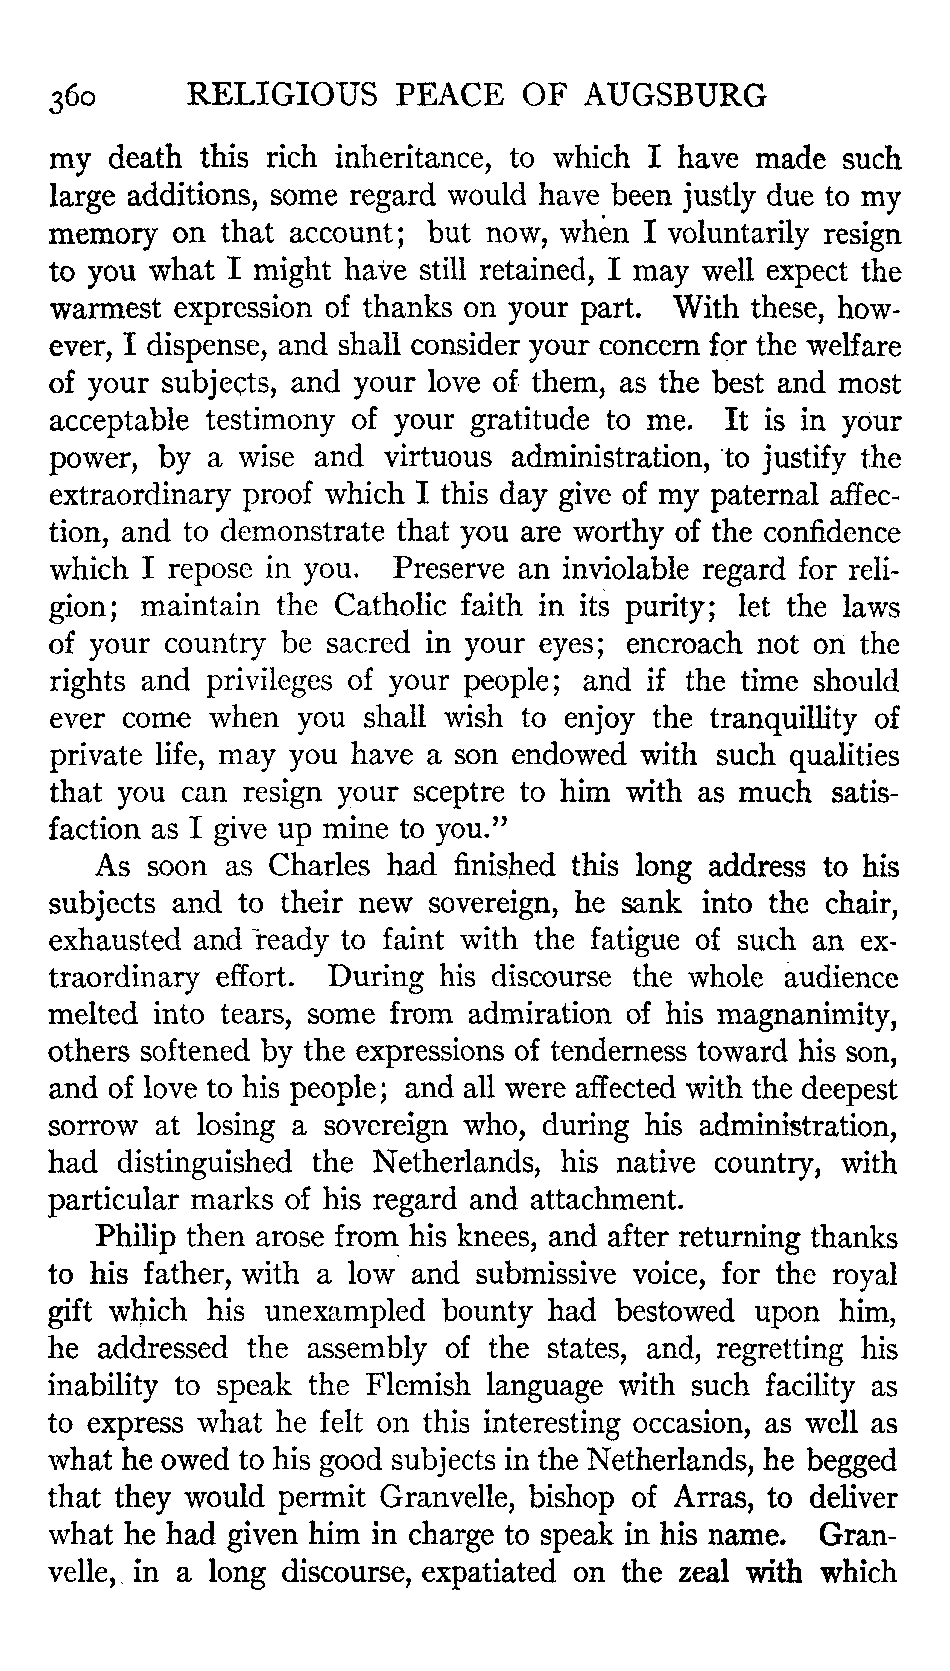 360 RELIGIOUS PEACE OF AUGSBURG
my death this rich inheritance, to which I have made such
large additions, some regard would have been justly due to my
memory on that account; but now, when I voluntarily resign
to you what I might have still retained, I may well expect the
warmest expression of thanks on your part. With these, how-
ever, I dispense, and shall consider your concern for the welfare
of your subjects, and your love of them, as the best and most
acceptable testimony of your gratitude to me. It is in your
power, by a wise and virtuous administration, to justify the
extraordinary proof which I this day give of my paternal affec-
tion, and to demonstrate that you are worthy of the confidence
which I repose in you. Preserve an inviolable regard for reli-
gion; maintain the Catholic faith in its purity; let the laws
of your country be sacred in your eyes; encroach not on the
rights and privileges of your people; and if the time should
ever come when you shall wish to enjoy the tranquillity of
private life, may you have a son endowed with such qualities
that you can resign your sceptre to him with as much satis-
faction as I give up mine to you."
As soon as Charles had finished this long address to his
subjects and to their new sovereign, he sank into the chair,
exhausted and ready to faint with the fatigue of such an ex-
traordinary effort. During his discourse the whole audience
melted into tears, some from admiration of his magnanimity,
others softened by the expressions of tenderness toward his son,
and of love to his people; and all were affected with the deepest
sorrow at losing a sovereign who, during his administration,
had distinguished the Netherlands, his native country, with
particular marks of his regard and attachment.
Philip then arose from his knees, and after returning thanks
to his father, with a low and submissive voice, for the royal
gift which his unexampled bounty had bestowed upon him,
he addressed the assembly of the states, and, regretting his
inability to speak the Flemish language with such facility as
to express what he felt on this interesting occasion, as well as
what he owed to his good subjects in the Netherlands, he begged
that they would permit Granvelle, bishop of Arras, to deliver
what he had given him in charge to speak in his name. Gran-
velle, in a long discourse, expatiated on the zeal with which